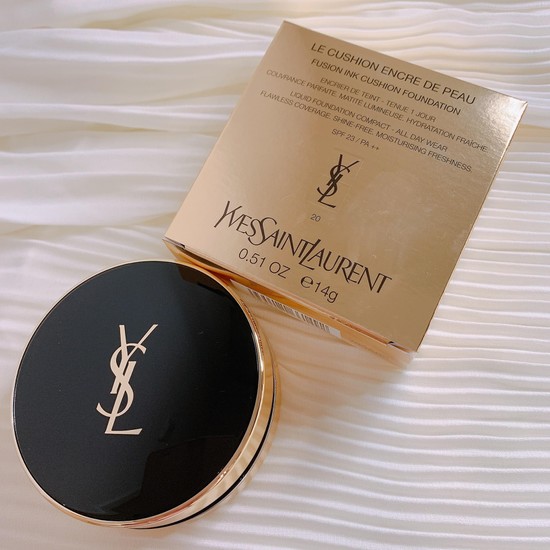 LE CUSHION ENCRE DE PEAU
FUSION INK CUSHION FOUNDATION
ENCRIER DE TEINT - TENUE 1 JOUR
COUVRANCE PARFAITE. MATITÉ LUMINEUSE. HYDRATATION FRAÎCHE.
LIQUID FOUNDATION COMPACT - ALL DAY WEAR
FLAWLESS COVERAGE. SHINE-FREE. MOISTURISING FRESHNESS.
SPF 23 / PA ++
YSL
20
YVESSAINTLAURENT
0.51 OZ ℮14g
YSL